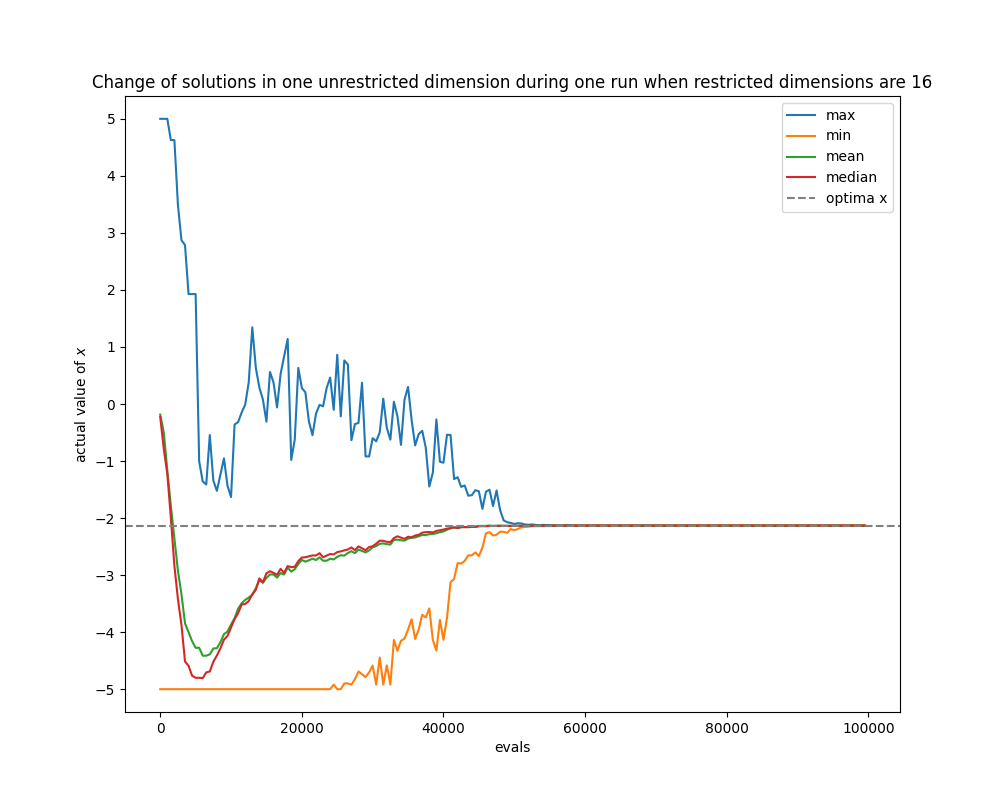 Change of solutions in one unrestricted dimension during one run when restricted dimensions are 16
max
min
mean
median
optima x
5
4
3
2
1
0
−1
−2
−3
−4
−5
actual value of x
0 20000 40000 60000 80000 100000
evals